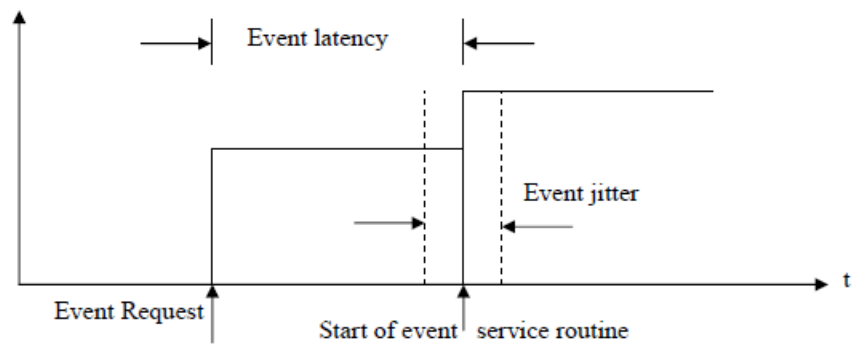 Event latency
Event jitter
t
Event Request
Start of event service routine